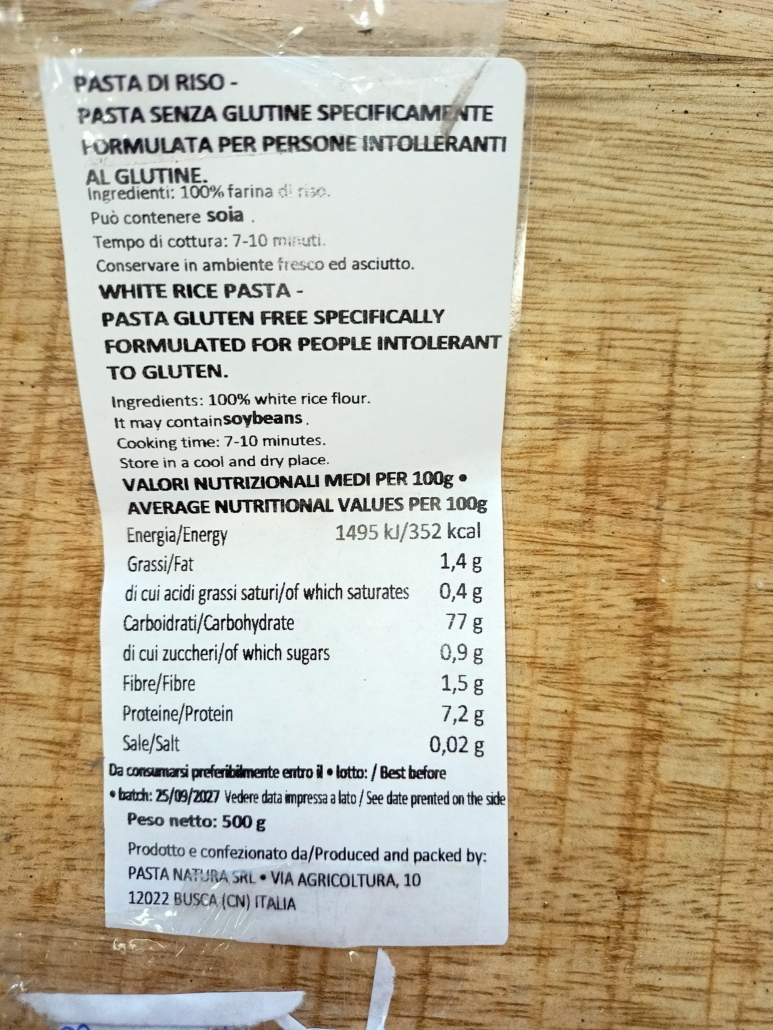 PASTA DI RISO -
PASTA SENZA GLUTINE SPECIFICAMENTE
FORMULATA PER PERSONE INTOLLERANTI
AL GLUTINE.
Ingredienti: 100% farina di riso.
Può contenere soia .
Tempo di cottura: 7-10 minuti.
Conservare in ambiente fresco ed asciutto.
WHITE RICE PASTA -
PASTA GLUTEN FREE SPECIFICALLY
FORMULATED FOR PEOPLE INTOLERANT
TO GLUTEN.
Ingredients: 100% white rice flour.
It may contain soybeans .
Cooking time: 7-10 minutes.
Store in a cool and dry place.
VALORI NUTRIZIONALI MEDI PER 100g •
AVERAGE NUTRITIONAL VALUES PER 100g
Energia/Energy 1495 kJ/352 kcal
Grassi/Fat 1,4 g
di cui acidi grassi saturi/of which saturates 0,4 g
Carboidrati/Carbohydrate 77 g
di cui zuccheri/of which sugars 0,9 g
Fibre/Fibre 1,5 g
Proteine/Protein 7,2 g
Sale/Salt 0,02 g
Da consumarsi preferibilmente entro il • lotto: / Best before
• batch: 25/09/2027 Vedere data impressa a lato / See date prented on the side
Peso netto: 500 g
Prodotto e confezionato da/Produced and packed by:
PASTA NATURA SRL • VIA AGRICOLTURA, 10
12022 BUSCA (CN) ITALIA